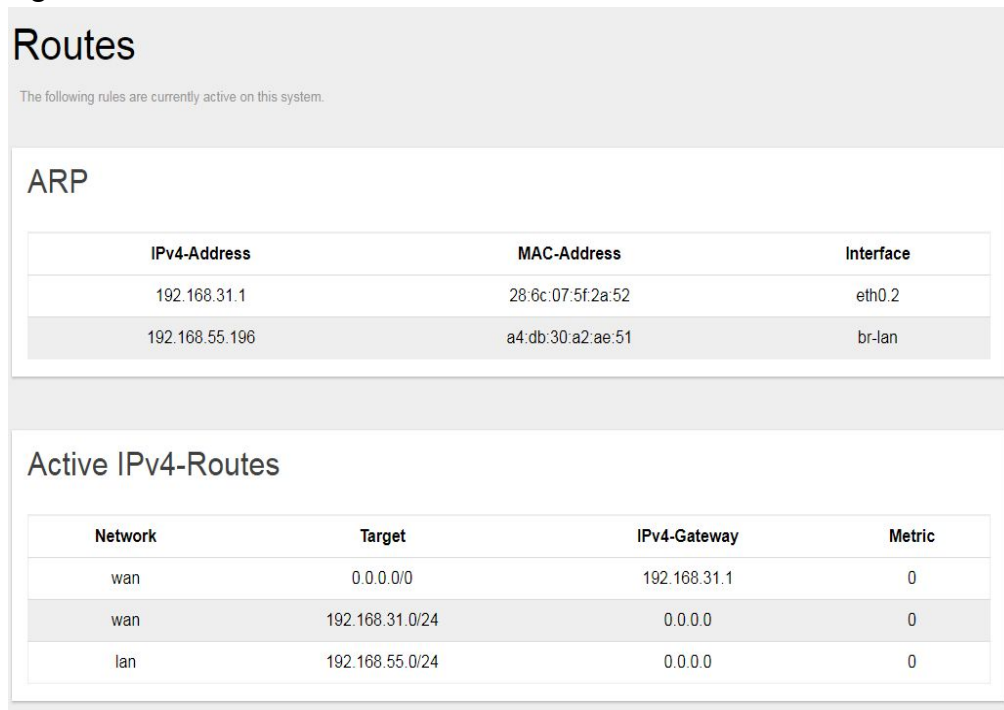 Routes
The following rules are currently active on this system.
ARP
IPv4-Address MAC-Address Interface
192.168.31.1 28:6c:07:5f:2a:52 eth0.2
192.168.55.196 a4:db:30:a2:ae:51 br-lan
Active IPv4-Routes
Network Target IPv4-Gateway Metric
wan 0.0.0.0/0 192.168.31.1 0
wan 192.168.31.0/24 0.0.0.0 0
lan 192.168.55.0/24 0.0.0.0 0